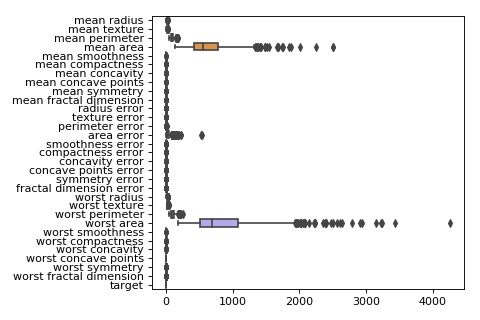 mean radius
mean texture
mean perimeter
mean area
mean smoothness
mean compactness
mean concavity
mean concave points
mean symmetry
mean fractal dimension
radius error
texture error
perimeter error
area error
smoothness error
compactness error
concavity error
concave points error
symmetry error
fractal dimension error
worst radius
worst texture
worst perimeter
worst area
worst smoothness
worst compactness
worst concavity
worst concave points
worst symmetry
worst fractal dimension
target
0 1000 2000 3000 4000